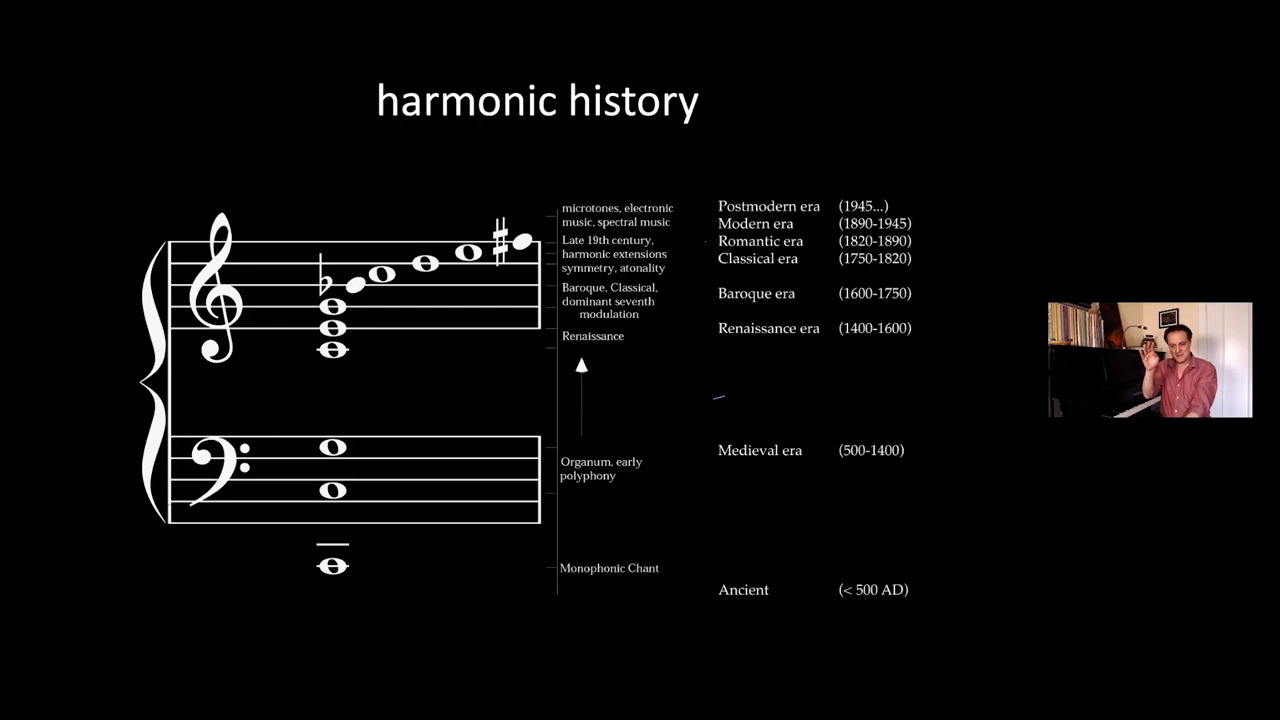 harmonic history
microtones, electronic
music, spectral music
Late 19th century,
harmonic extensions
symmetry, atonality
Baroque, Classical,
dominant seventh
modulation
Renaissance
Organum, early
polyphony
Monophonic Chant
Postmodern era (1945...)
Modern era (1890-1945)
Romantic era (1820-1890)
Classical era (1750-1820)
Baroque era (1600-1750)
Renaissance era (1400-1600)
Medieval era (500-1400)
Ancient (< 500 AD)